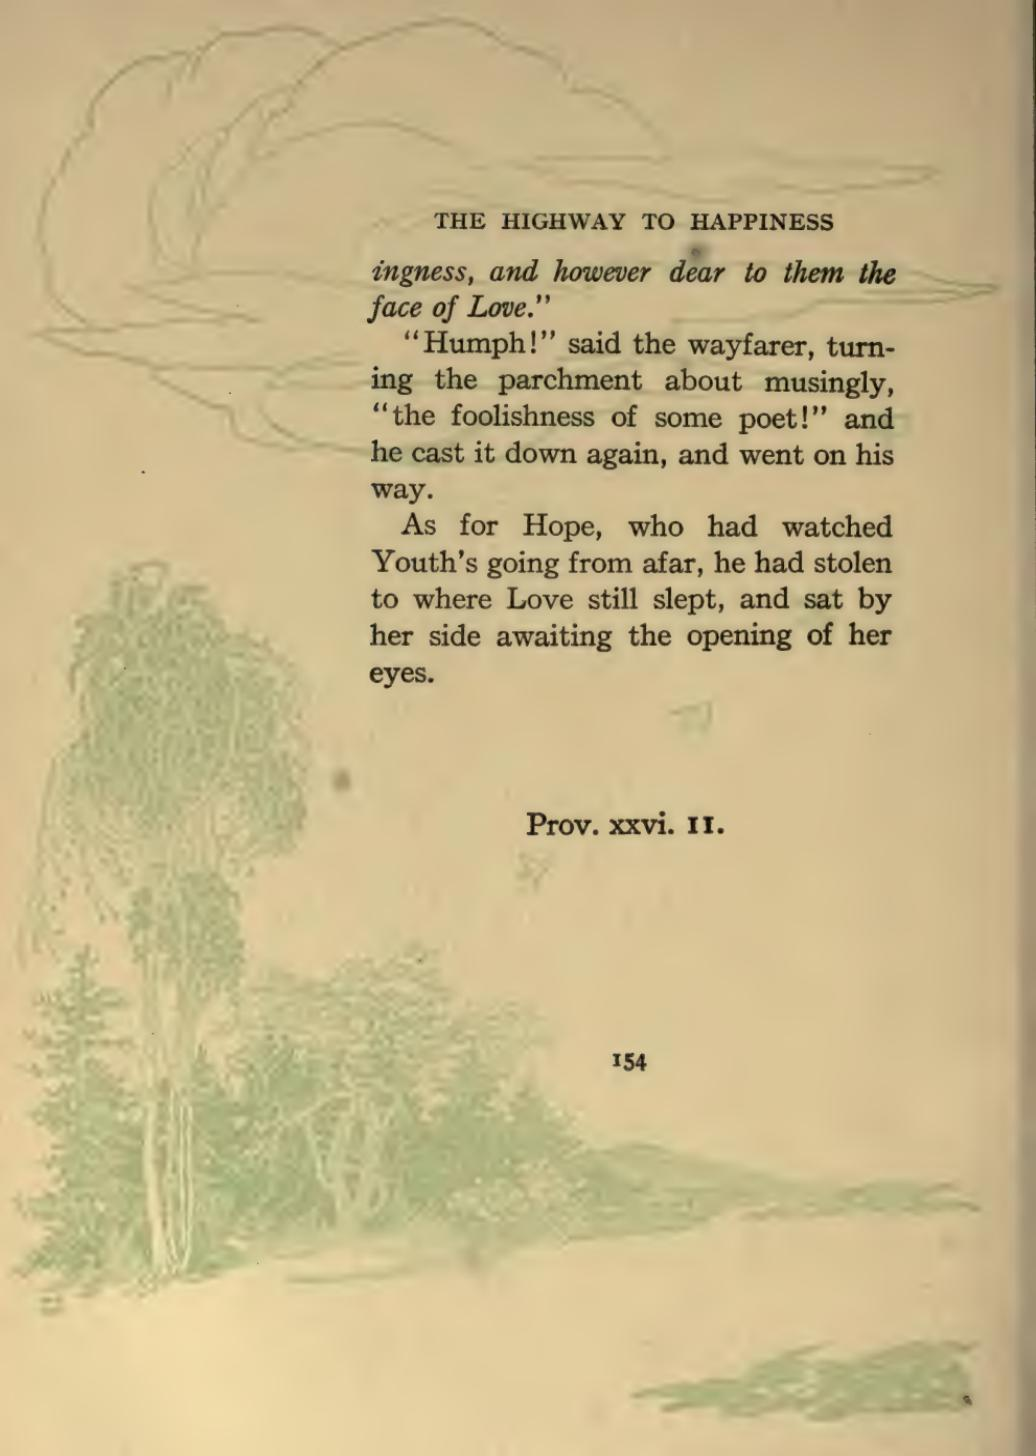 THE HIGHWAY TO HAPPINESS
ingness, and however dear to them the
face of Love."
"Humph!" said the wayfarer, turn-
ing the parchment about musingly,
"the foolishness of some poet!" and
he cast it down again, and went on his
way.
As for Hope, who had watched
Youth's going from afar, he had stolen
to where Love still slept, and sat by
her side awaiting the opening of her
eyes.
Prov. xxvi. 11.
154